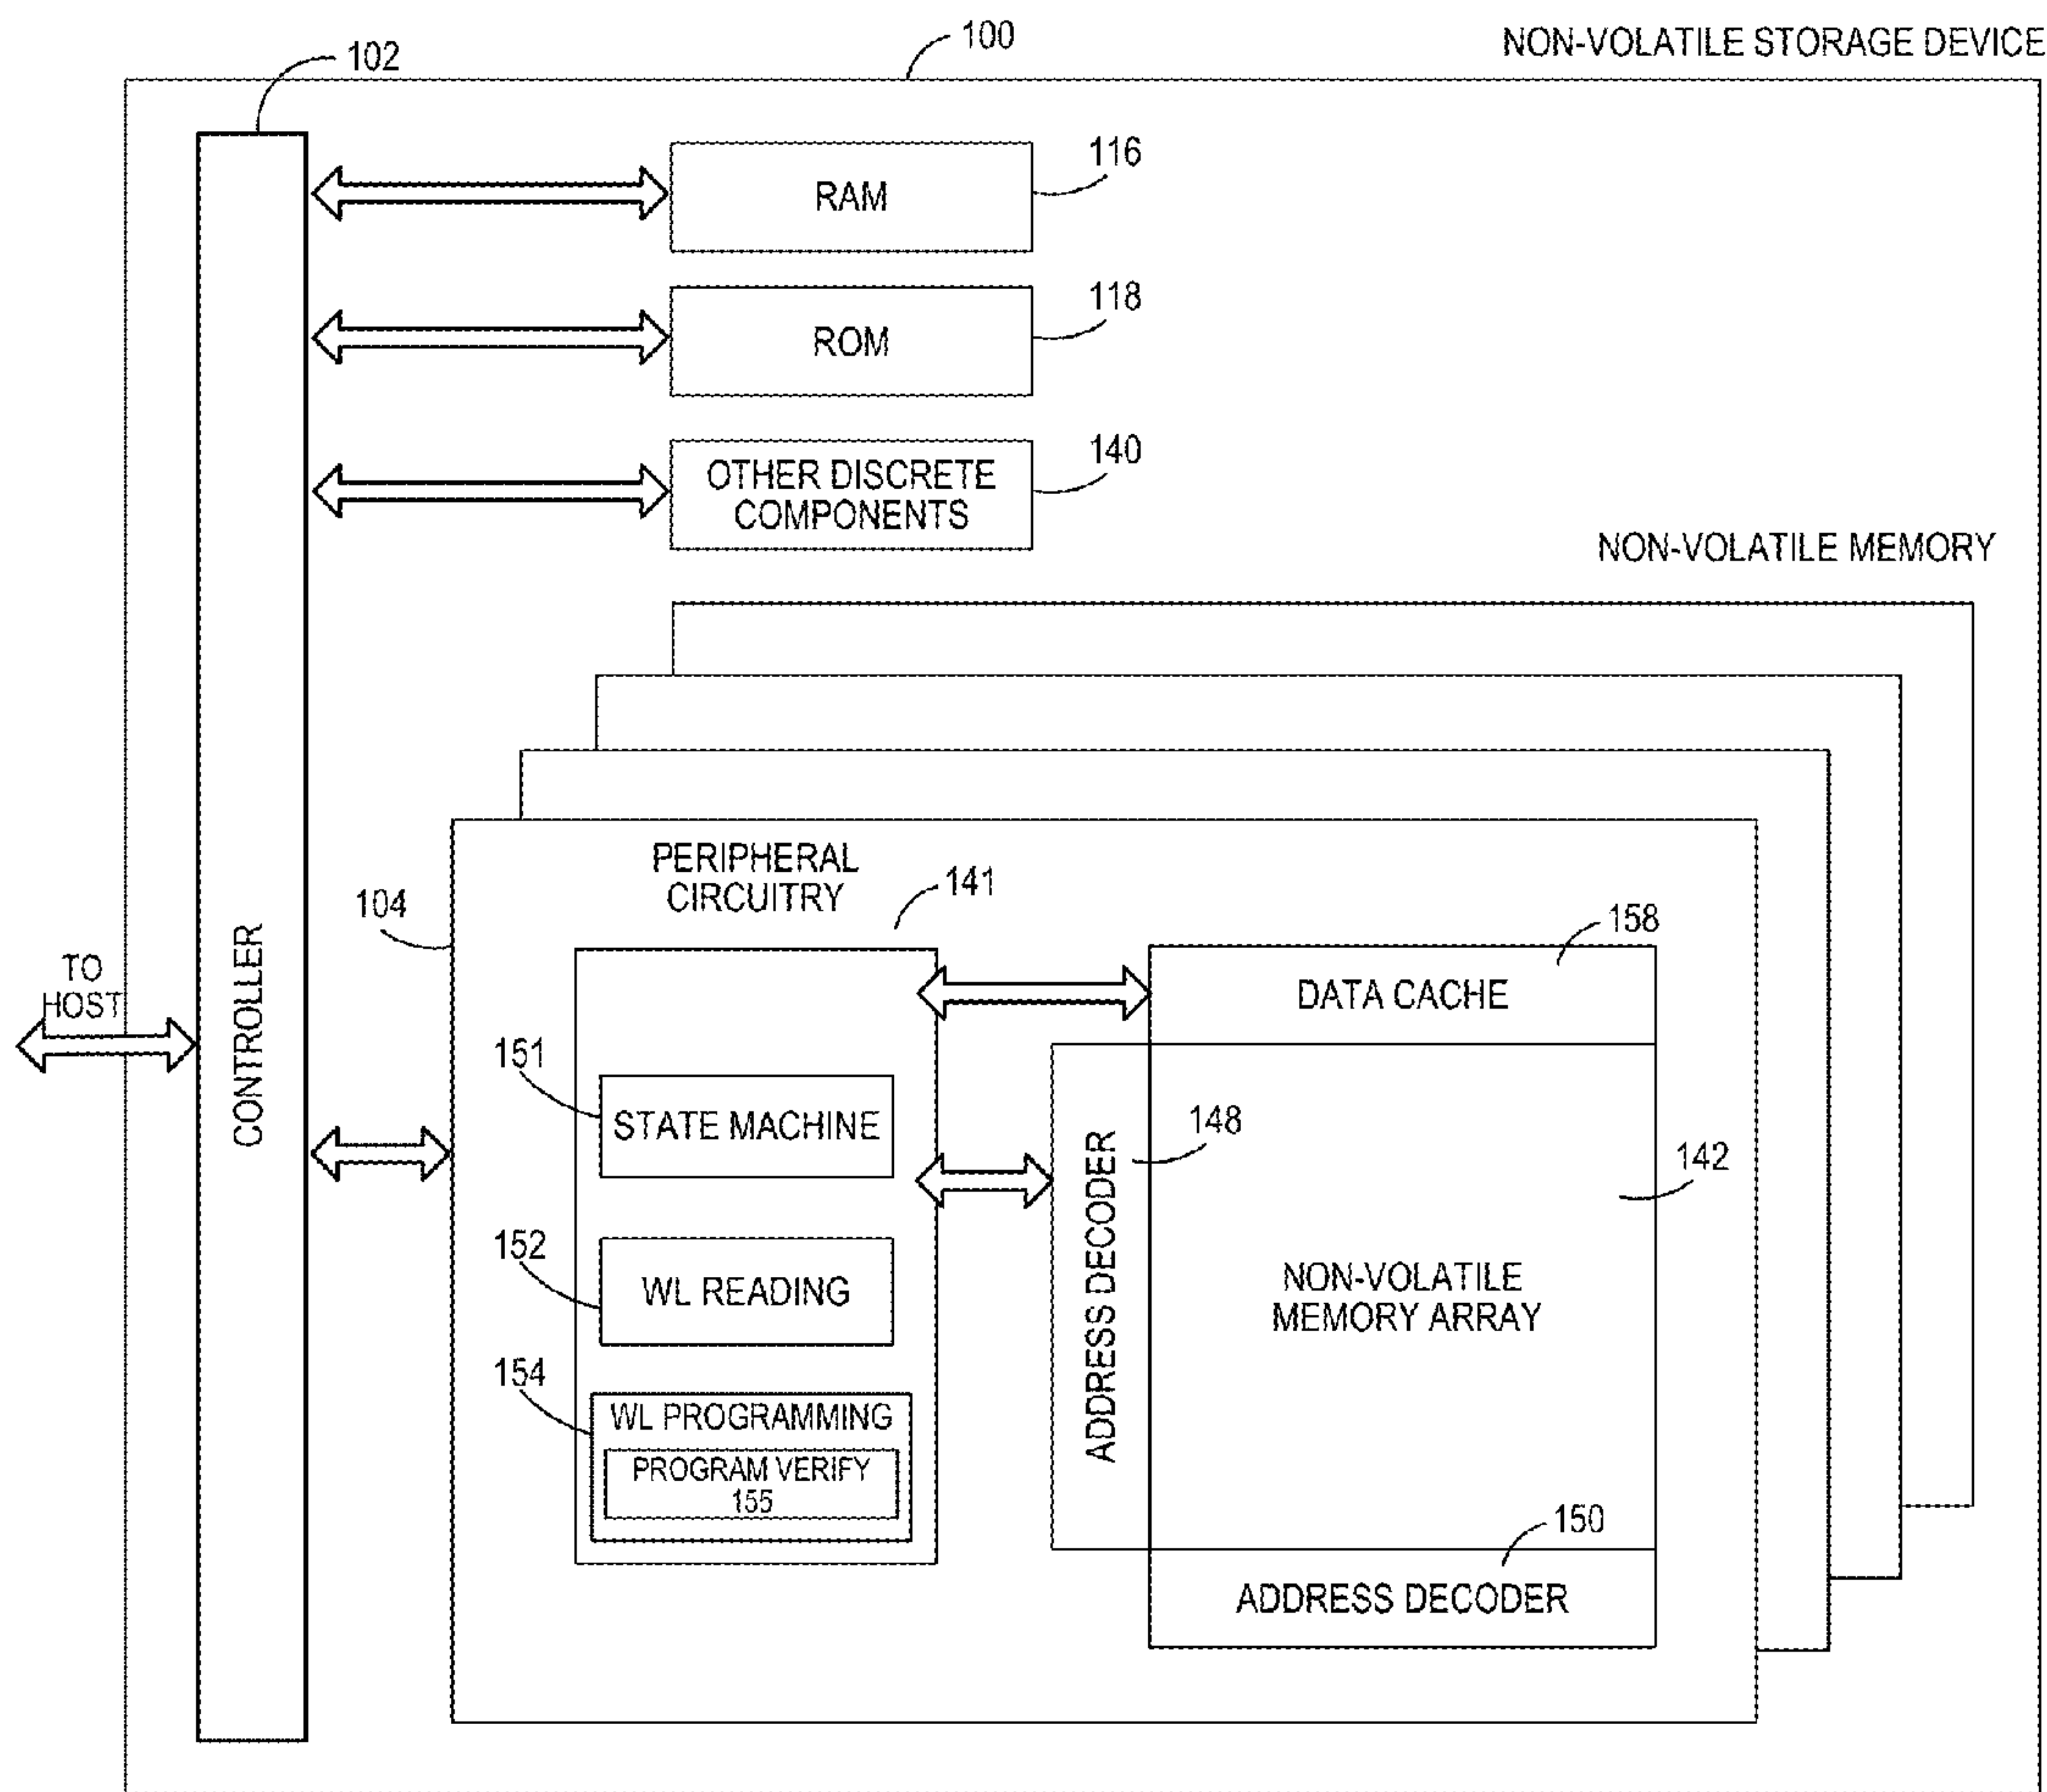 100
NON-VOLATILE STORAGE DEVICE
102
116
RAM
118
ROM
140
OTHER DISCRETE
COMPONENTS
NON-VOLATILE MEMORY
PERIPHERAL
CIRCUITRY
141
104
158
DATA CACHE
TO
HOST
CONTROLLER
151
STATE MACHINE
148
ADDRESS DECODER
142
152
WL READING
NON-VOLATILE
MEMORY ARRAY
154
WL PROGRAMMING
PROGRAM VERIFY
155
150
ADDRESS DECODER